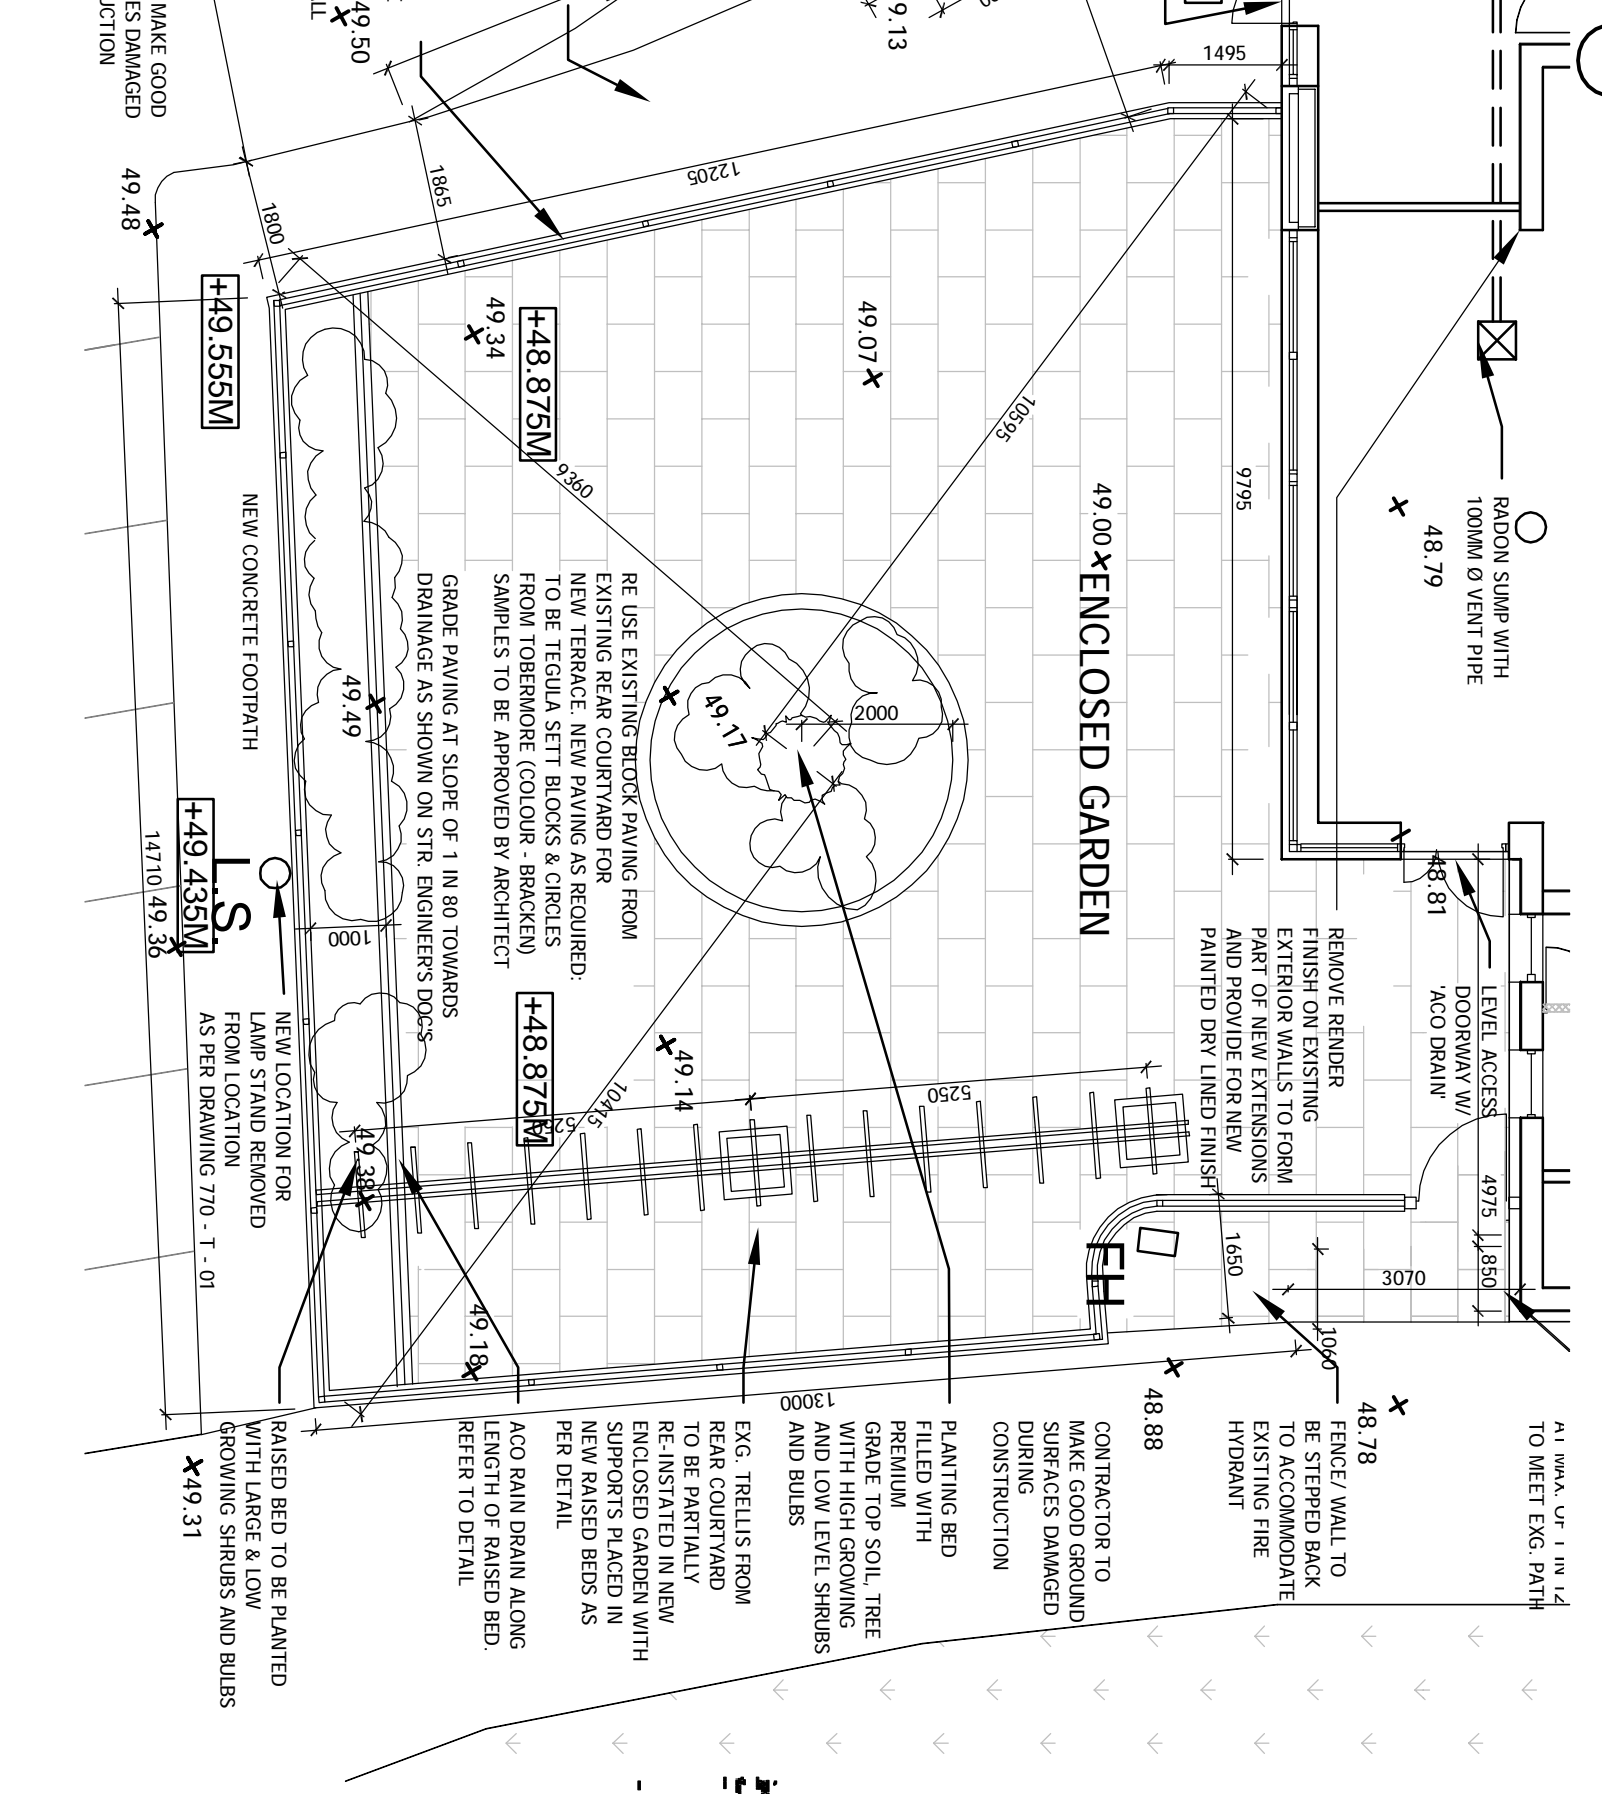 RADON SUMP WITH
100MM Ø VENT PIPE
48.79
48.81
LEVEL ACCESS
DOORWAY W/
'ACO DRAIN'
4975
850
3070
1060
1650
TO MEET EXG. PATH
48.78
FENCE/ WALL TO
BE STEPPED BACK
TO ACCOMMODATE
EXISTING FIRE
HYDRANT
REMOVE RENDER
FINISH ON EXISTING
EXTERIOR WALLS TO FORM
PART OF NEW EXTENSIONS
AND PROVIDE FOR NEW
PAINTED DRY LINED FINISH
1495
9795
49.00
ENCLOSED GARDEN
FH
48.88
CONTRACTOR TO
MAKE GOOD GROUND
SURFACES DAMAGED
DURING
CONSTRUCTION
10595
9.13
49.07
2000
49.17
5250
PLANTING BED
FILLED WITH
PREMIUM
GRADE TOP SOIL, TREE
WITH HIGH GROWING
AND LOW LEVEL SHRUBS
AND BULBS
13000
12205
49.14
EXG. TRELLIS FROM
REAR COURTYARD
TO BE PARTIALLY
RE-INSTATED IN NEW
ENCLOSED GARDEN WITH
SUPPORTS PLACED IN
NEW RAISED BEDS AS
PER DETAIL
RE USE EXISTING BLOCK PAVING FROM
EXISTING REAR COURTYARD FOR
NEW TERRACE. NEW PAVING AS REQUIRED:
TO BE TEGULA SETT BLOCKS & CIRCLES
FROM TOBERMORE (COLOUR - BRACKEN)
SAMPLES TO BE APPROVED BY ARCHITECT
9360
10415
5250
+48.875M
+48.875M
49.34
49.18
ACO RAIN DRAIN ALONG
LENGTH OF RAISED BED.
REFER TO DETAIL
GRADE PAVING AT SLOPE OF 1 IN 80 TOWARDS
DRAINAGE AS SHOWN ON STR. ENGINEER'S DOC'S
1865
49.50
49.49
1000
49.38
1800
NEW CONCRETE FOOTPATH
L.S.
NEW LOCATION FOR
LAMP STAND REMOVED
FROM LOCATION
AS PER DRAWING 770 - T - 01
RAISED BED TO BE PLANTED
WITH LARGE & LOW
GROWING SHRUBS AND BULBS
+49.555M
+49.435M
49.31
MAKE GOOD
ES DAMAGED
UCTION
49.48
14710
49.36